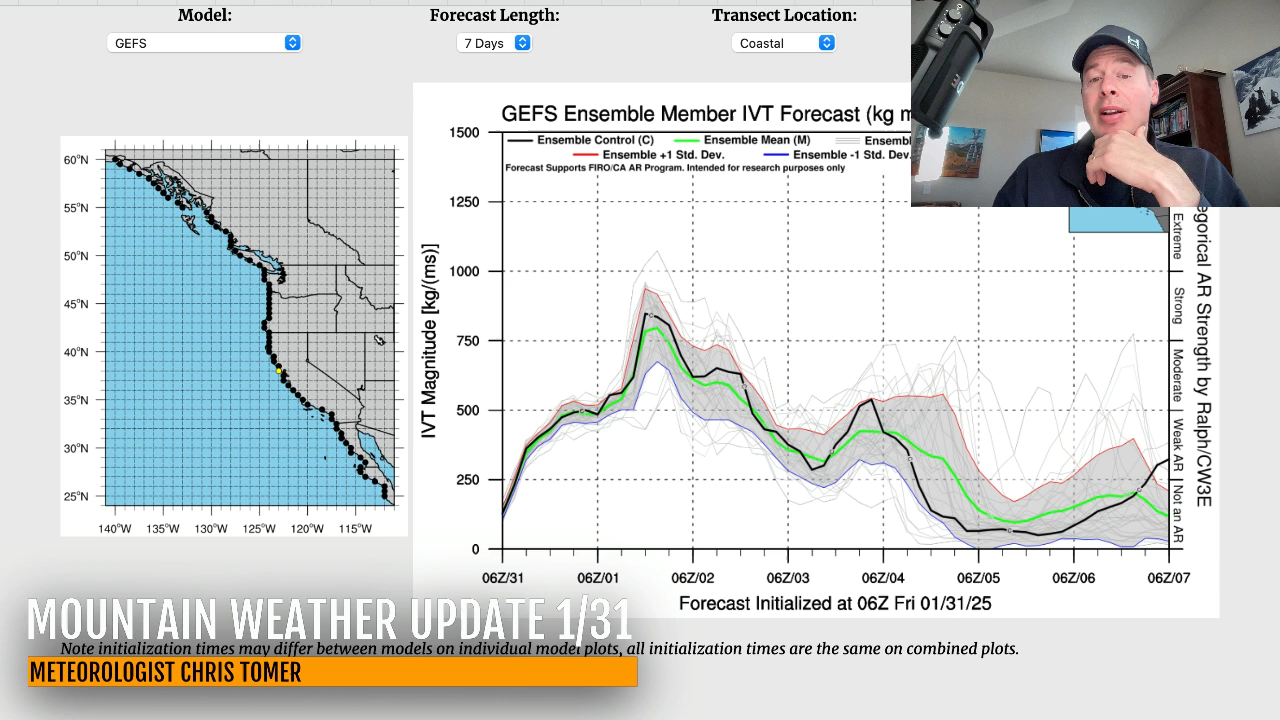 Model:
Forecast Length:
Transect Location:
GEFS
7 Days
Coastal
GEFS Ensemble Member IVT Forecast (kg m
Ensemble Control (C)
Ensemble Mean (M)
Ensembl
Ensemble +1 Std. Dev.
Ensemble -1 Std. Dev.
Forecast Supports FIRO/CA AR Program. Intended for research purposes only
1500
1250
1000
750
500
250
0
IVT Magnitude [kg/(ms)]
06Z/31
06Z/01
06Z/02
06Z/03
06Z/04
06Z/05
06Z/06
06Z/07
Forecast Initialized at 06Z Fri 01/31/25
Extreme
Strong
Moderate
Weak AR
Not an AR
egorical AR Strength by Ralph/CW3E
60°N
55°N
50°N
45°N
40°N
35°N
30°N
25°N
140°W
135°W
130°W
125°W
120°W
115°W
MOUNTAIN WEATHER UPDATE 1/31
Note initialization times may differ between models on individual model plots, all initialization times are the same on combined plots.
METEOROLOGIST CHRIS TOMER